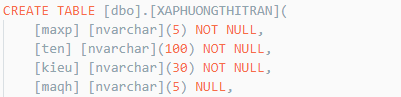 CREATE TABLE [dbo].[XAPHUONGTHITRAN](
[maxp] [nvarchar](5) NOT NULL,
[ten] [nvarchar](100) NOT NULL,
[kieu] [nvarchar](30) NOT NULL,
[maqh] [nvarchar](5) NULL,